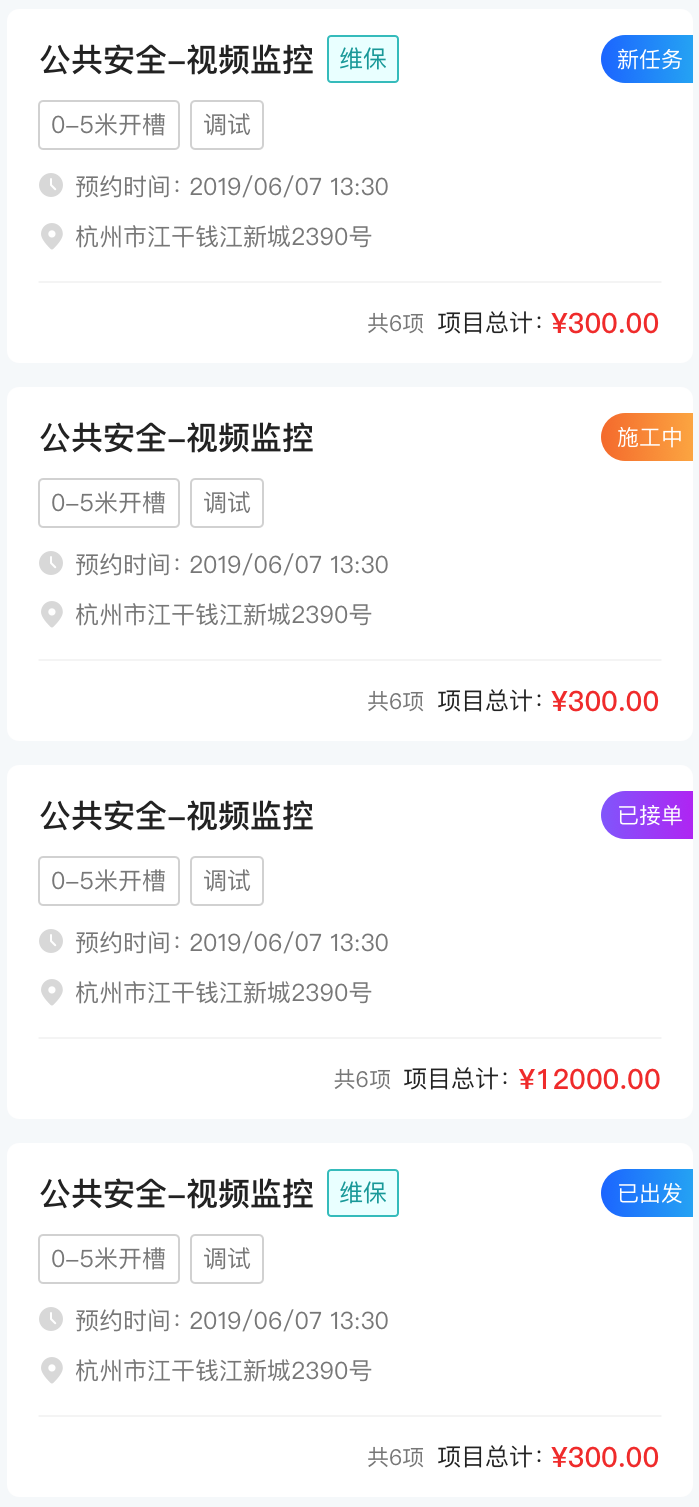 公共安全-视频监控 维保 新任务
0-5米开槽 调试
预约时间：2019/06/07 13:30
杭州市江干钱江新城2390号
共6项 项目总计：¥300.00
公共安全-视频监控 施工中
0-5米开槽 调试
预约时间：2019/06/07 13:30
杭州市江干钱江新城2390号
共6项 项目总计：¥300.00
公共安全-视频监控 已接单
0-5米开槽 调试
预约时间：2019/06/07 13:30
杭州市江干钱江新城2390号
共6项 项目总计：¥12000.00
公共安全-视频监控 维保 已出发
0-5米开槽 调试
预约时间：2019/06/07 13:30
杭州市江干钱江新城2390号
共6项 项目总计：¥300.00